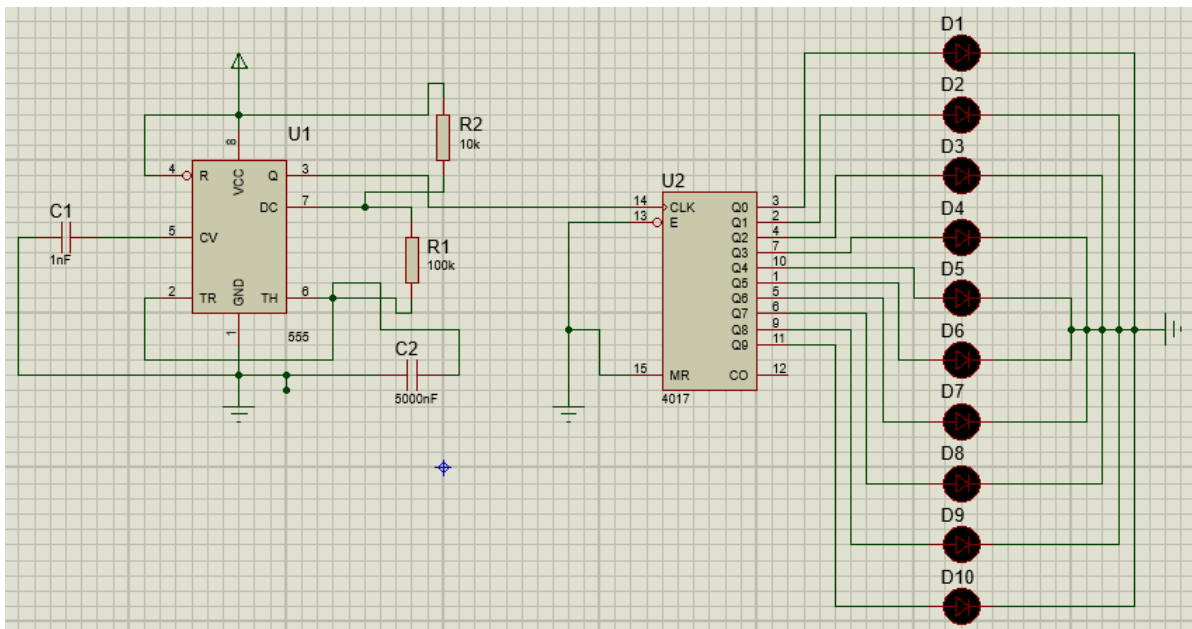 D1
D2
D3
D4
D5
D6
D7
D8
D9
D10
R2
10k
U1
8
4 R VCC Q 3
DC 7
C1
1nF
5 CV
R1
100k
2 TR GND TH 6
1
555
C2
5000nF
U2
14 CLK Q0 3
13 E Q1 2
Q2 4
Q3 7
Q4 10
Q5 1
Q6 5
Q7 6
Q8 9
Q9 11
15 MR CO 12
4017